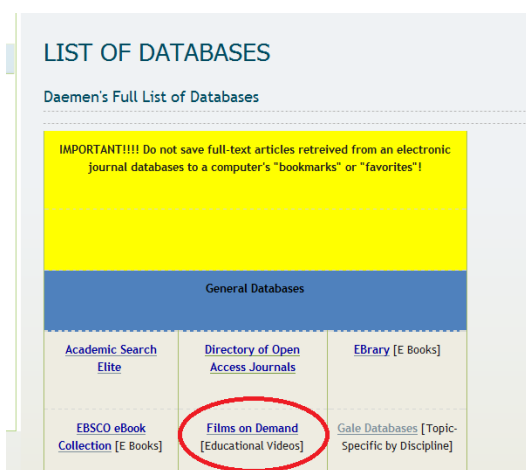 LIST OF DATABASES
Daemen's Full List of Databases
IMPORTANT!!!! Do not save full-text articles retreived from an electronic
journal databases to a computer's "bookmarks" or "favorites"!
General Databases
Academic Search
Elite
Directory of Open
Access Journals
EBrary [E Books]
EBSCO eBook
Collection [E Books]
Films on Demand
[Educational Videos]
Gale Databases [Topic-
Specific by Discipline]